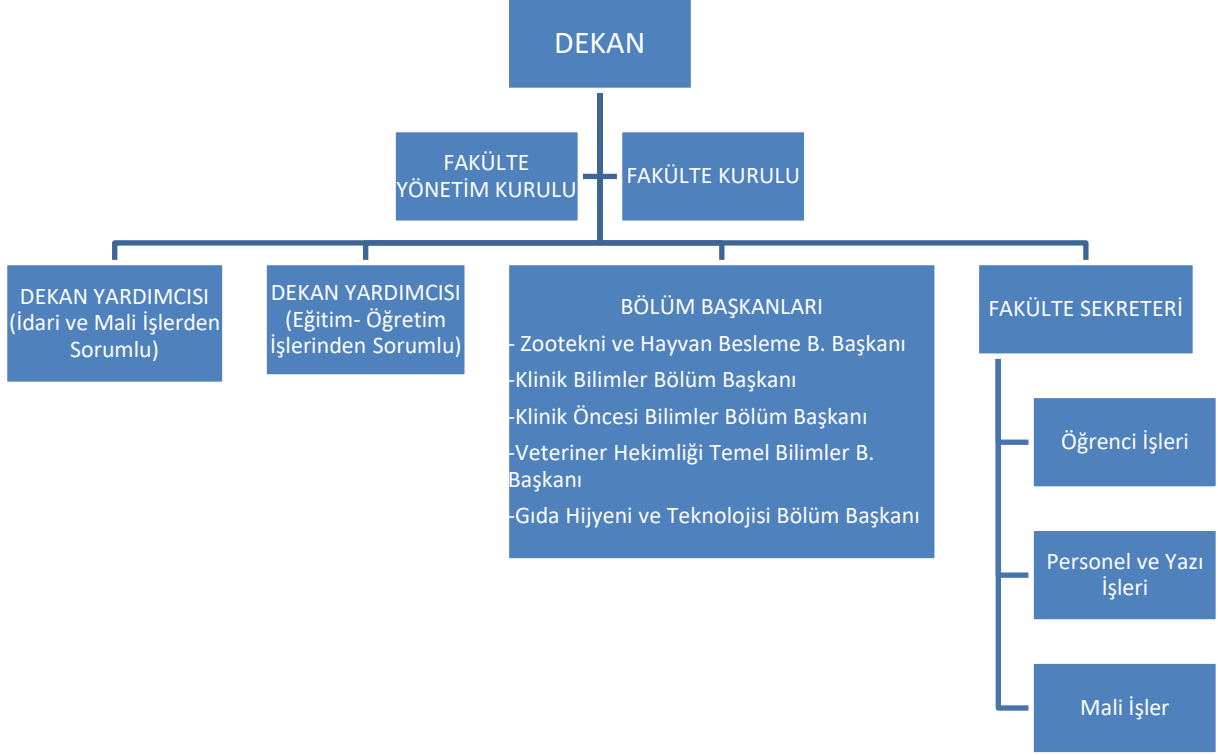 DEKAN
FAKÜLTE
YÖNETİM KURULU
FAKÜLTE KURULU
DEKAN YARDIMCISI
(İdari ve Mali İşlerden
Sorumlu)
DEKAN YARDIMCISI
(Eğitim- Öğretim
İşlerinden Sorumlu)
BÖLÜM BAŞKANLARI
- Zootekni ve Hayvan Besleme B. Başkanı
-Klinik Bilimler Bölüm Başkanı
-Klinik Öncesi Bilimler Bölüm Başkanı
-Veteriner Hekimliği Temel Bilimler B.
Başkanı
-Gıda Hijyeni ve Teknolojisi Bölüm Başkanı
FAKÜLTE SEKRETERİ
Öğrenci İşleri
Personel ve Yazı
İşleri
Mali İşler